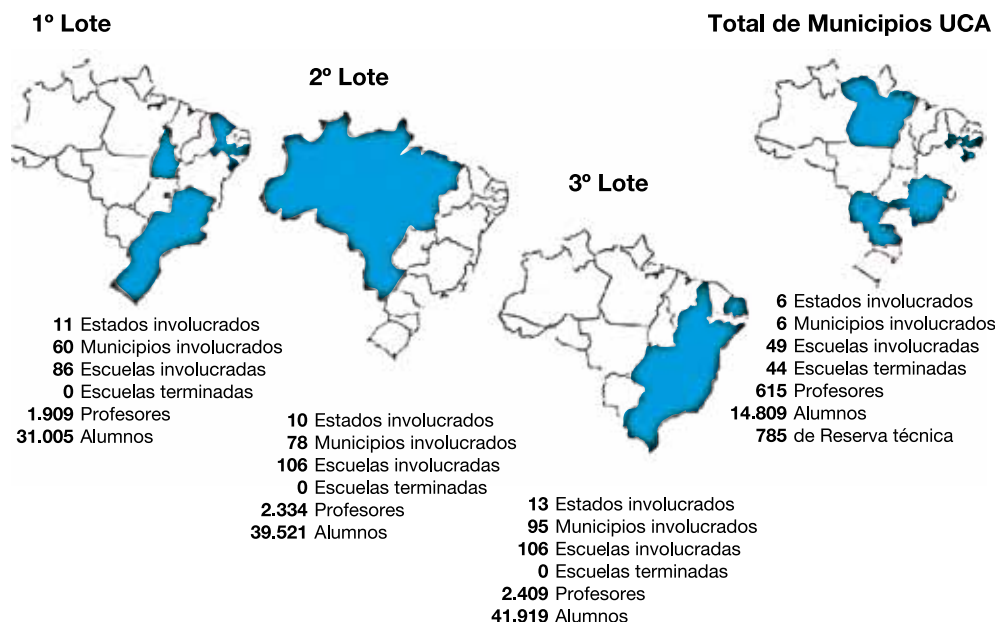 1º Lote
11 Estados involucrados
60 Municipios involucrados
86 Escuelas involucradas
0 Escuelas terminadas
1.909 Profesores
31.005 Alumnos
2º Lote
10 Estados involucrados
78 Municipios involucrados
106 Escuelas involucradas
0 Escuelas terminadas
2.334 Profesores
39.521 Alumnos
3º Lote
13 Estados involucrados
95 Municipios involucrados
106 Escuelas involucradas
0 Escuelas terminadas
2.409 Profesores
41.919 Alumnos
Total de Municipios UCA
6 Estados involucrados
6 Municipios involucrados
49 Escuelas involucradas
44 Escuelas terminadas
615 Profesores
14.809 Alumnos
785 de Reserva técnica